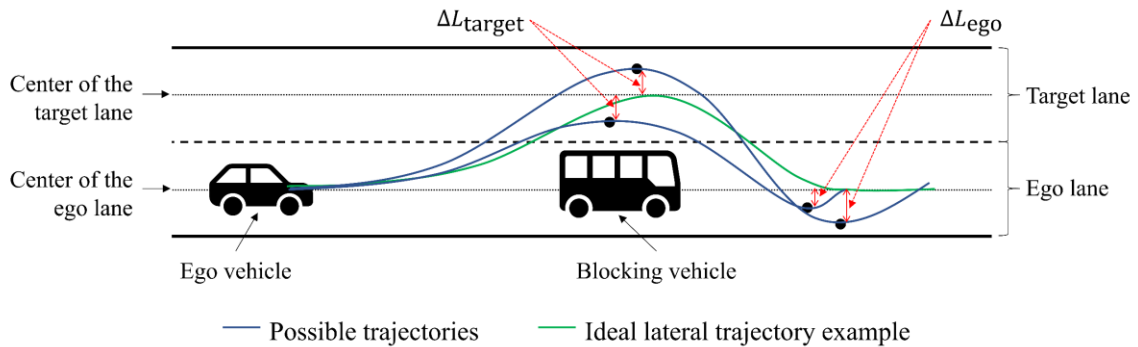 ΔL_target
ΔL_ego
Center of the
target lane
Target lane
Center of the
ego lane
Ego lane
Ego vehicle
Blocking vehicle
Possible trajectories
Ideal lateral trajectory example